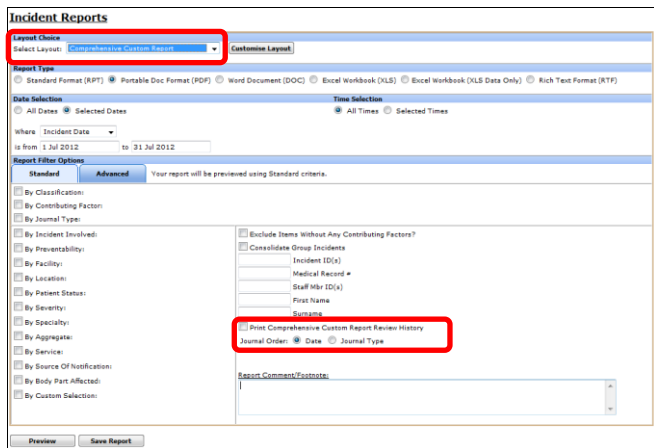 Incident Reports
Layout Choice
Select Layout: Comprehensive Custom Report Customise Layout
Report Type
Standard Format (RPT) Portable Doc Format (PDF) Word Document (DOC) Excel Workbook (XLS) Excel Workbook (XLS Data Only) Rich Text Format (RTF)
Date Selection Time Selection
All Dates Selected Dates All Times Selected Times
Where Incident Date
is from 1 Jul 2012 to 31 Jul 2012
Report Filter Options
Standard Advanced Your report will be previewed using Standard criteria.
By Classification:
By Contributing Factor:
By Journal Type:
By Incident Involved:
By Preventability:
By Facility:
By Location:
By Patient Status:
By Severity:
By Specialty:
By Aggregate:
By Service:
By Source Of Notification:
By Body Part Affected:
By Custom Selection:
Exclude Items Without Any Contributing Factors?
Consolidate Group Incidents
Incident ID(s)
Medical Record #
Staff Mbr ID(s)
First Name
Surname
Print Comprehensive Custom Report Review History
Journal Order: Date Journal Type
Report Comment/Footnote:
Preview Save Report